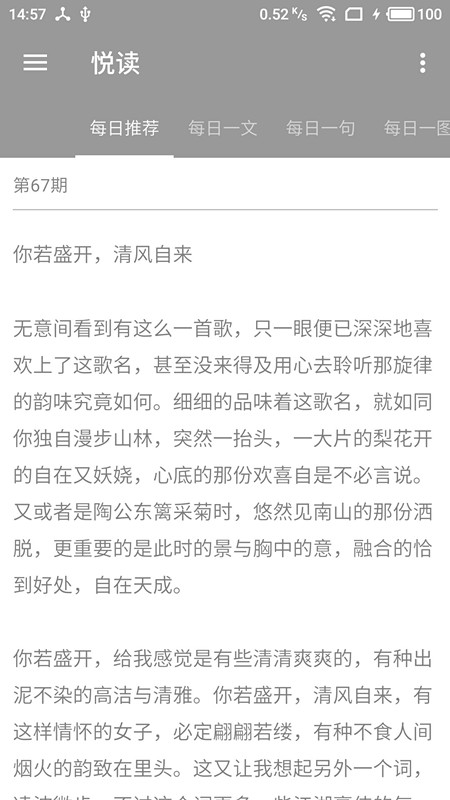 14:57 0.52 K/s 100
悦读
每日推荐 每日一文 每日一句 每日一图
第67期
你若盛开，清风自来
无意间看到有这么一首歌，只一眼便已深深地喜
欢上了这歌名，甚至没来得及用心去聆听那旋律
的韵味究竟如何。细细的品味着这歌名，就如同
你独自漫步山林，突然一抬头，一大片的梨花开
的自在又妖娆，心底的那份欢喜自是不必言说。
又或者是陶公东篱采菊时，悠然见南山的那份洒
脱，更重要的是此时的景与胸中的意，融合的恰
到好处，自在天成。
你若盛开，给我感觉是有些清清爽爽的，有种出
泥不染的高洁与清雅。你若盛开，清风自来，有
这样情怀的女子，必定翩翩若缕，有种不食人间
烟火的韵致在里头。这又让我想起另外一个词，